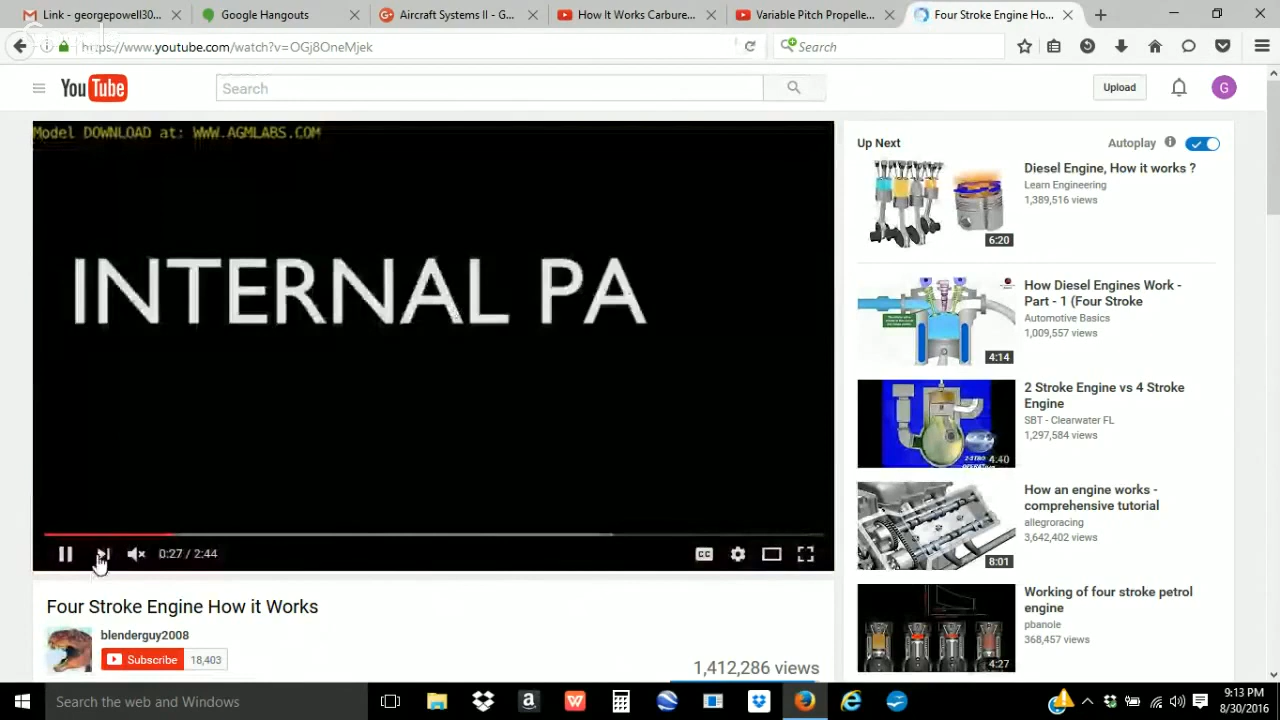 Link - georgepowell30...
Google Hangouts
Aircraft Systems II - G...
How It Works Carbure...
Variable Pitch Propelle...
Four Stroke Engine Ho...
https://www.youtube.com/watch?v=OGj8OneMjek
Search
YouTube
Search
Upload
G
Model DOWNLOAD at: WWW.AGMLABS.COM
INTERNAL PA
0:27 / 2:44
CC
Four Stroke Engine How it Works
blenderguy2008
Subscribe 18,403
1,412,286 views
Up Next
Autoplay
Diesel Engine, How it works ?
Learn Engineering
1,389,516 views
6:20
How Diesel Engines Work -
Part - 1 (Four Stroke
Automotive Basics
1,009,557 views
4:14
2 Stroke Engine vs 4 Stroke
Engine
SBT - Clearwater FL
1,297,584 views
4:40
How an engine works -
comprehensive tutorial
allegroracing
3,642,402 views
8:01
Working of four stroke petrol
engine
pbanole
368,457 views
4:27
Search the web and Windows
9:13 PM
8/30/2016